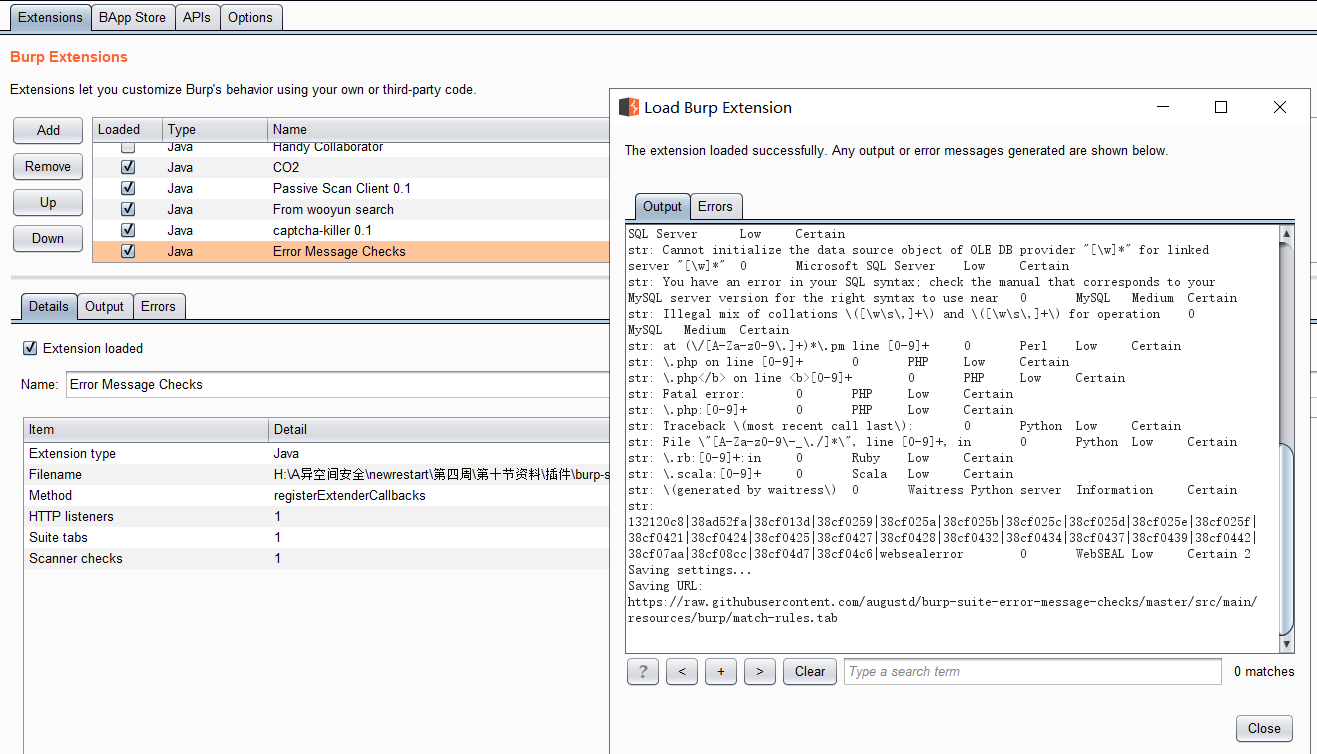 Extensions BApp Store APIs Options
Burp Extensions
Extensions let you customize Burp's behavior using your own or third-party code.
Add
Remove
Up
Down
Loaded Type Name
Java Handy Collaborator
Java CO2
Java Passive Scan Client 0.1
Java From wooyun search
Java captcha-killer 0.1
Java Error Message Checks
Details Output Errors
Extension loaded
Name: Error Message Checks
Item Detail
Extension type Java
Filename H:\A异空间安全\newrestart\第四周\第十节资料\插件\burp-s
Method registerExtenderCallbacks
HTTP listeners 1
Suite tabs 1
Scanner checks 1
Load Burp Extension
The extension loaded successfully. Any output or error messages generated are shown below.
Output Errors
SQL Server Low Certain
str: Cannot initialize the data source object of OLE DB provider "[\w]*" for linked
server "[\w]*" 0 Microsoft SQL Server Low Certain
str: You have an error in your SQL syntax; check the manual that corresponds to your
MySQL server version for the right syntax to use near 0 MySQL Medium Certain
str: Illegal mix of collations \([\w\s\,]+\) and \([\w\s\,]+\) for operation 0
MySQL Medium Certain
str: at (\/[A-Za-z0-9\.]+)*\.pm line [0-9]+ 0 Perl Low Certain
str: \.php on line [0-9]+ 0 PHP Low Certain
str: \.php</b> on line <b>[0-9]+ 0 PHP Low Certain
str: Fatal error: 0 PHP Low Certain
str: \.php:[0-9]+ 0 PHP Low Certain
str: Traceback \(most recent call last\): 0 Python Low Certain
str: File \"[A-Za-z0-9\-_\./]*\", line [0-9]+, in 0 Python Low Certain
str: \.rb:[0-9]+:in 0 Ruby Low Certain
str: \.scala:[0-9]+ 0 Scala Low Certain
str: \(generated by waitress\) 0 Waitress Python server Information Certain
str:
132120c8|38ad52fa|38cf013d|38cf0259|38cf025a|38cf025b|38cf025c|38cf025d|38cf025e|38cf025f|
38cf0421|38cf0424|38cf0425|38cf0427|38cf0428|38cf0432|38cf0434|38cf0437|38cf0439|38cf0442|
38cf07aa|38cf08cc|38cf04d7|38cf04c6|websealerror 0 WebSEAL Low Certain 2
Saving settings...
Saving URL:
https://raw.githubusercontent.com/augustd/burp-suite-error-message-checks/master/src/main/
resources/burp/match-rules.tab
? < + > Clear Type a search term 0 matches
Close